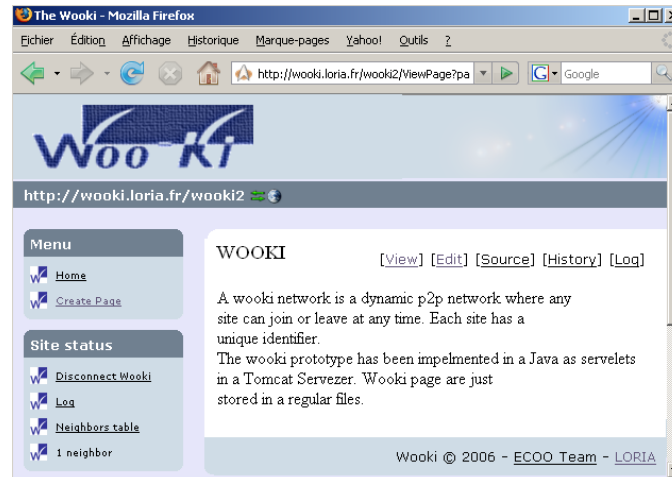 The Wooki - Mozilla Firefox
Fichier Édition Affichage Historique Marque-pages Yahoo! Outils ?
http://wooki.loria.fr/wooki2/ViewPage?pa G Google
Woo-Ki
http://wooki.loria.fr/wooki2
Menu
Home
Create Page
Site status
Disconnect Wooki
Log
Neighbors table
1 neighbor
WOOKI
[View] [Edit] [Source] [History] [Log]
A wooki network is a dynamic p2p network where any
site can join or leave at any time. Each site has a
unique identifier.
The wooki prototype has been impelmented in a Java as servelets
in a Tomcat Servezer. Wooki page are just
stored in a regular files.
Wooki © 2006 - ECOO Team - LORIA